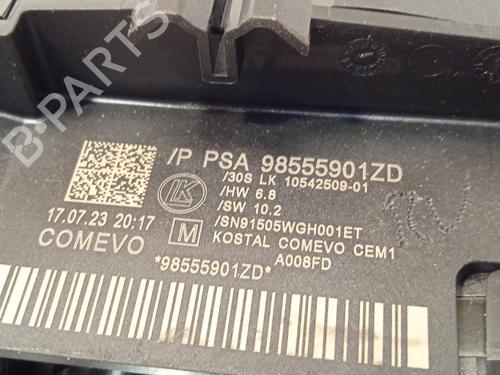 /P PSA 98555901ZD
/30S LK 10542509-01
/HW 6.8
/SW 10.2
/SN91505WGH001ET
KOSTAL COMEVO CEM1
A008FD
LK
M
17.07.23 20:17
COMEVO
*98555901ZD*
B-PARTS